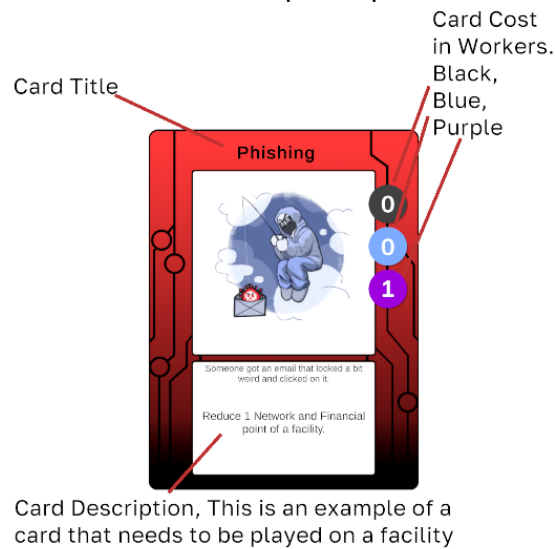 Card Cost
in Workers.
Black,
Blue,
Purple
Card Title
Phishing
0
0
1
Someone got an email that looked a bit
weird and clicked on it.
Reduce 1 Network and Financial
point of a facility.
Card Description, This is an example of a
card that needs to be played on a facility